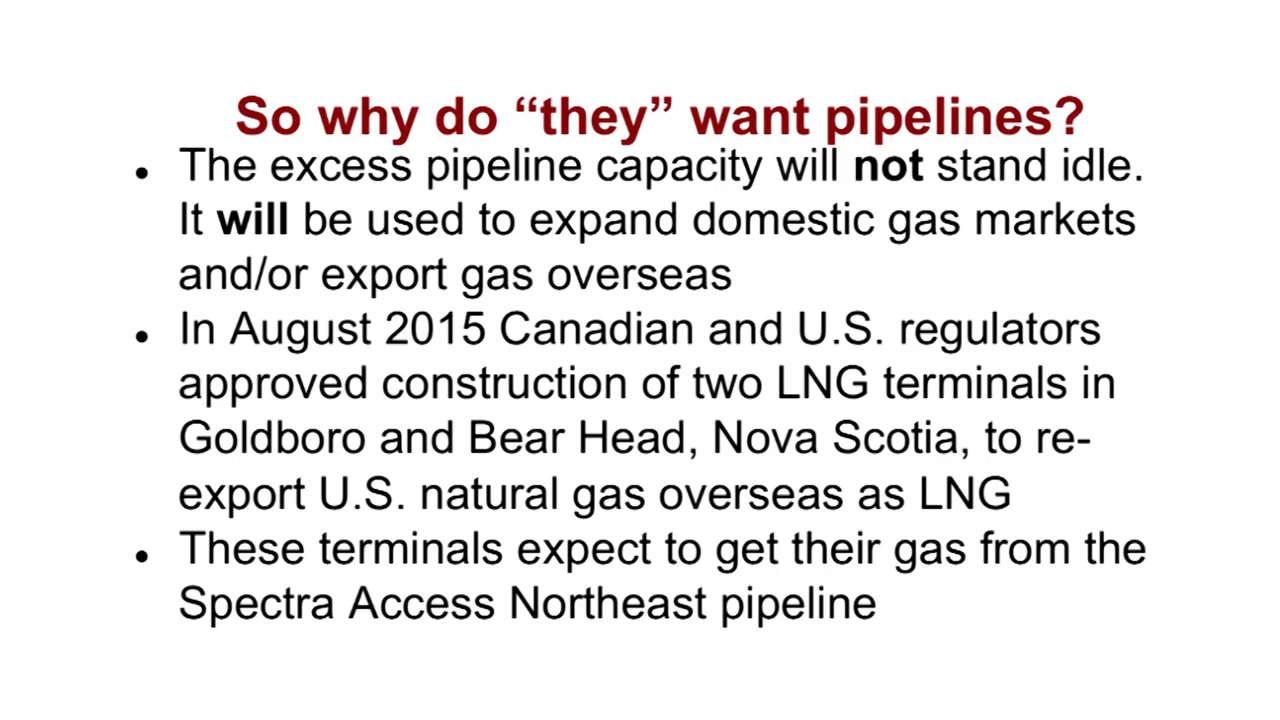 So why do “they” want pipelines?
• The excess pipeline capacity will not stand idle.
It will be used to expand domestic gas markets
and/or export gas overseas
• In August 2015 Canadian and U.S. regulators
approved construction of two LNG terminals in
Goldboro and Bear Head, Nova Scotia, to re-
export U.S. natural gas overseas as LNG
• These terminals expect to get their gas from the
Spectra Access Northeast pipeline